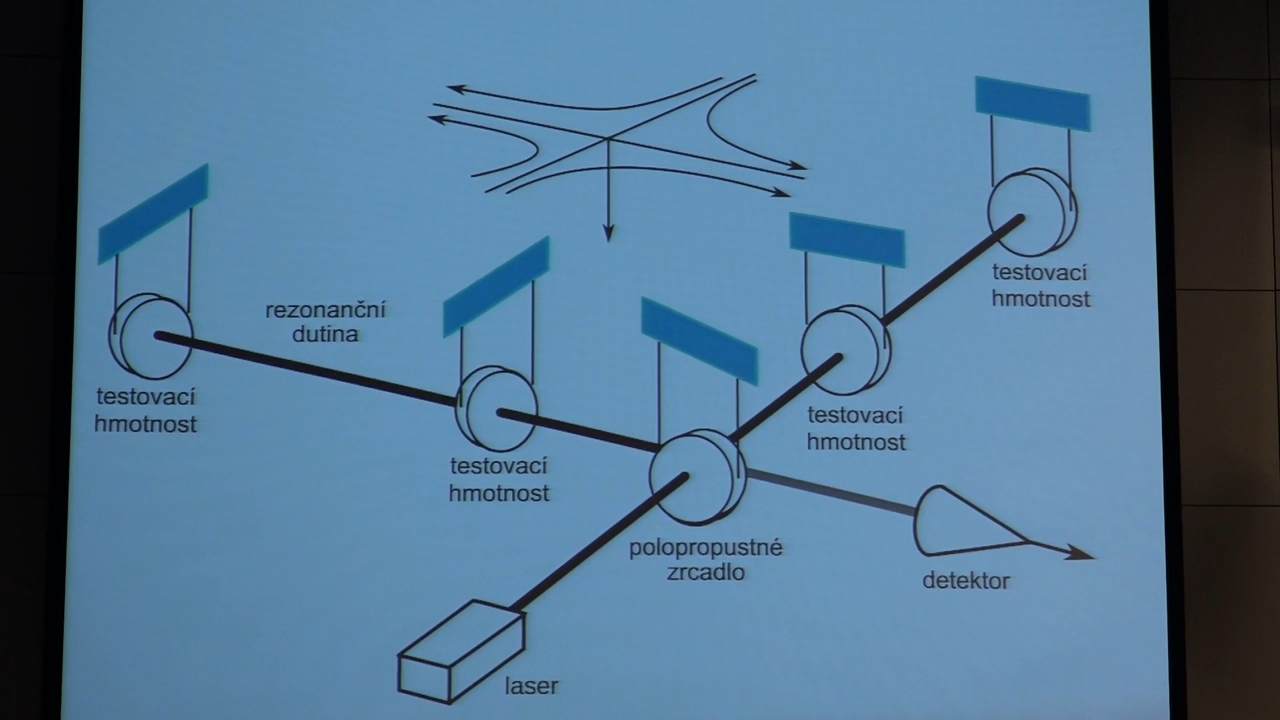 testovací
hmotnost
rezonanční
dutina
testovací
hmotnost
testovací
hmotnost
testovací
hmotnost
polopropustné
zrcadlo
detektor
laser